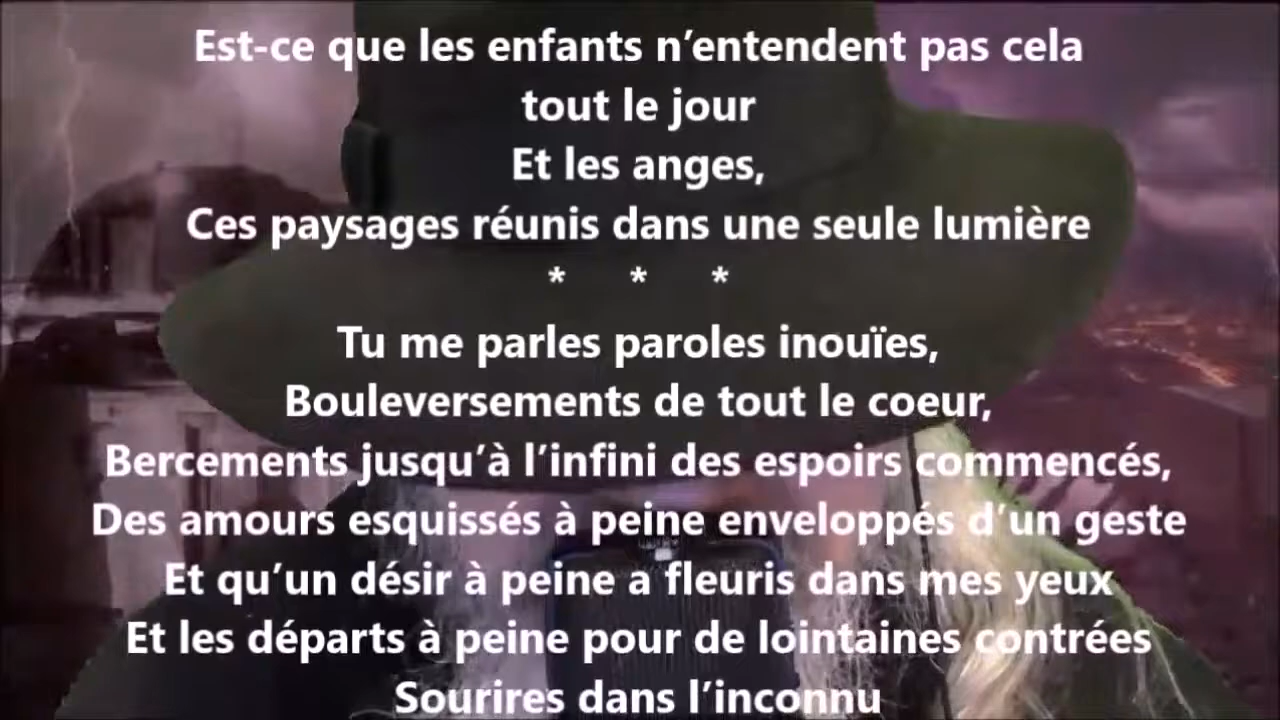 Est-ce que les enfants n’entendent pas cela
tout le jour
Et les anges,
Ces paysages réunis dans une seule lumière
* * *
Tu me parles paroles inouïes,
Bouleversements de tout le coeur,
Bercements jusqu’à l’infini des espoirs commencés,
Des amours esquissés à peine enveloppés d’un geste
Et qu’un désir à peine a fleuris dans mes yeux
Et les départs à peine pour de lointaines contrées
Sourires dans l’inconnu